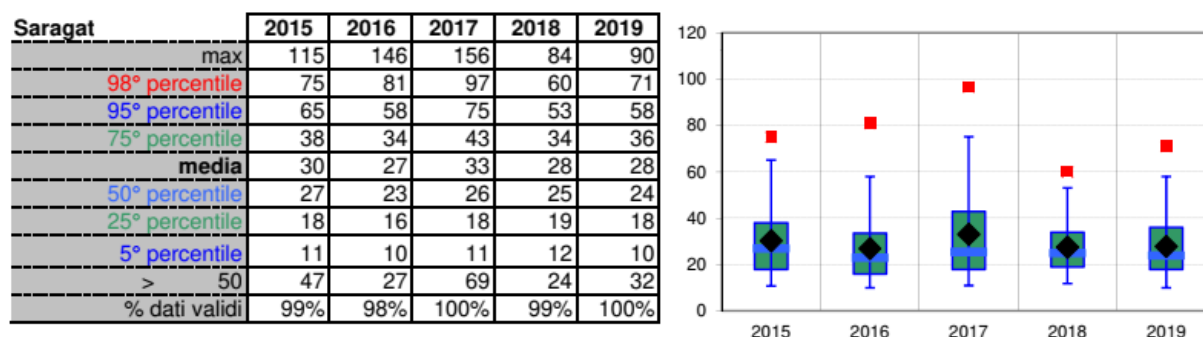 Saragat 2015 2016 2017 2018 2019
max 115 146 156 84 90
98° percentile 75 81 97 60 71
95° percentile 65 58 75 53 58
75° percentile 38 34 43 34 36
media 30 27 33 28 28
50° percentile 27 23 26 25 24
25° percentile 18 16 18 19 18
5° percentile 11 10 11 12 10
> 50 47 27 69 24 32
% dati validi 99% 98% 100% 99% 100%
120
100
80
60
40
20
0
2015 2016 2017 2018 2019